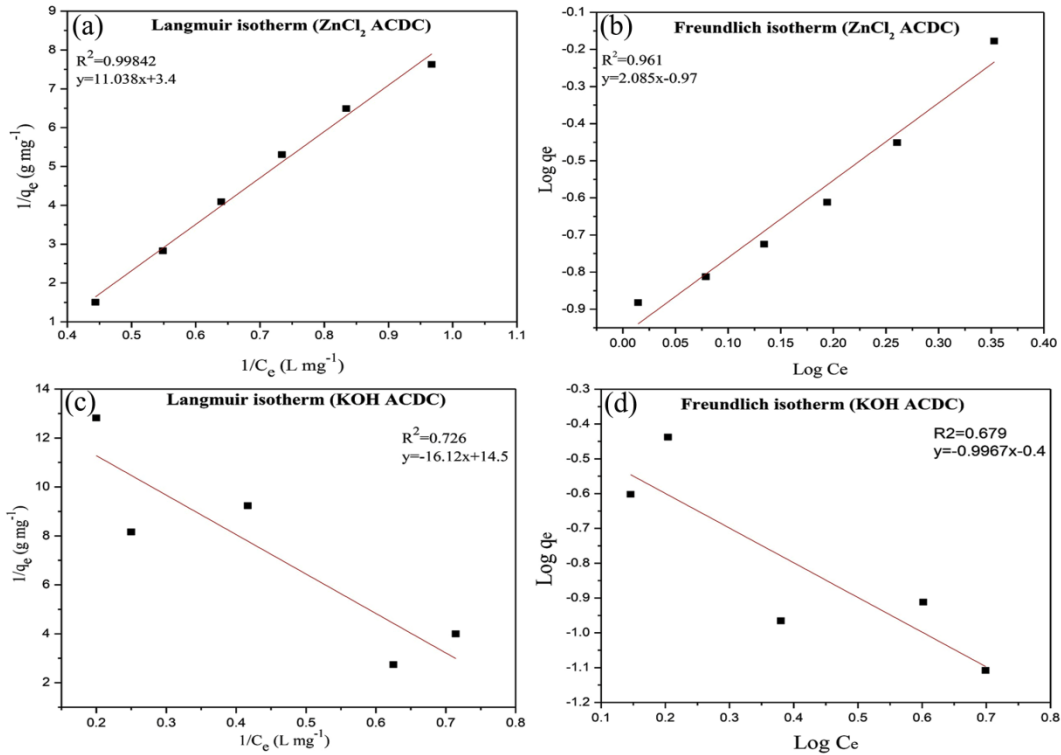 (a)
Langmuir isotherm (ZnCl₂ ACDC)
R²=0.99842
y=11.038x+3.4
1/qₑ (g mg⁻¹)
9
8
7
6
5
4
3
2
1
0.4 0.5 0.6 0.7 0.8 0.9 1.0 1.1
1/Cₑ (L mg⁻¹)
(b)
Freundlich isotherm (ZnCl₂ ACDC)
R²=0.961
y=2.085x-0.97
Log qe
-0.1
-0.2
-0.3
-0.4
-0.5
-0.6
-0.7
-0.8
-0.9
0.00 0.05 0.10 0.15 0.20 0.25 0.30 0.35 0.40
Log Ce
(c)
Langmuir isotherm (KOH ACDC)
R²=0.726
y=-16.12x+14.5
1/qₑ (g mg⁻¹)
14
12
10
8
6
4
2
0.2 0.3 0.4 0.5 0.6 0.7 0.8
1/Cₑ (L mg⁻¹)
(d)
Freundlich isotherm (KOH ACDC)
R2=0.679
y=-0.9967x-0.4
Log qe
-0.3
-0.4
-0.5
-0.6
-0.7
-0.8
-0.9
-1.0
-1.1
-1.2
0.1 0.2 0.3 0.4 0.5 0.6 0.7 0.8
Log Ce